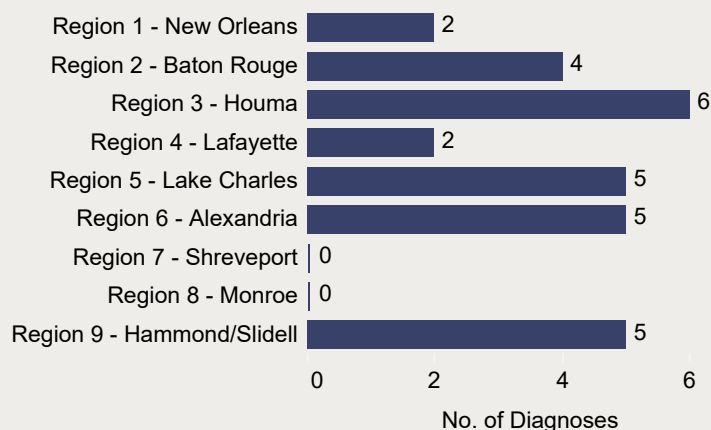 Region 1 - New Orleans 2
Region 2 - Baton Rouge 4
Region 3 - Houma 6
Region 4 - Lafayette 2
Region 5 - Lake Charles 5
Region 6 - Alexandria 5
Region 7 - Shreveport 0
Region 8 - Monroe 0
Region 9 - Hammond/Slidell 5
0 2 4 6
No. of Diagnoses